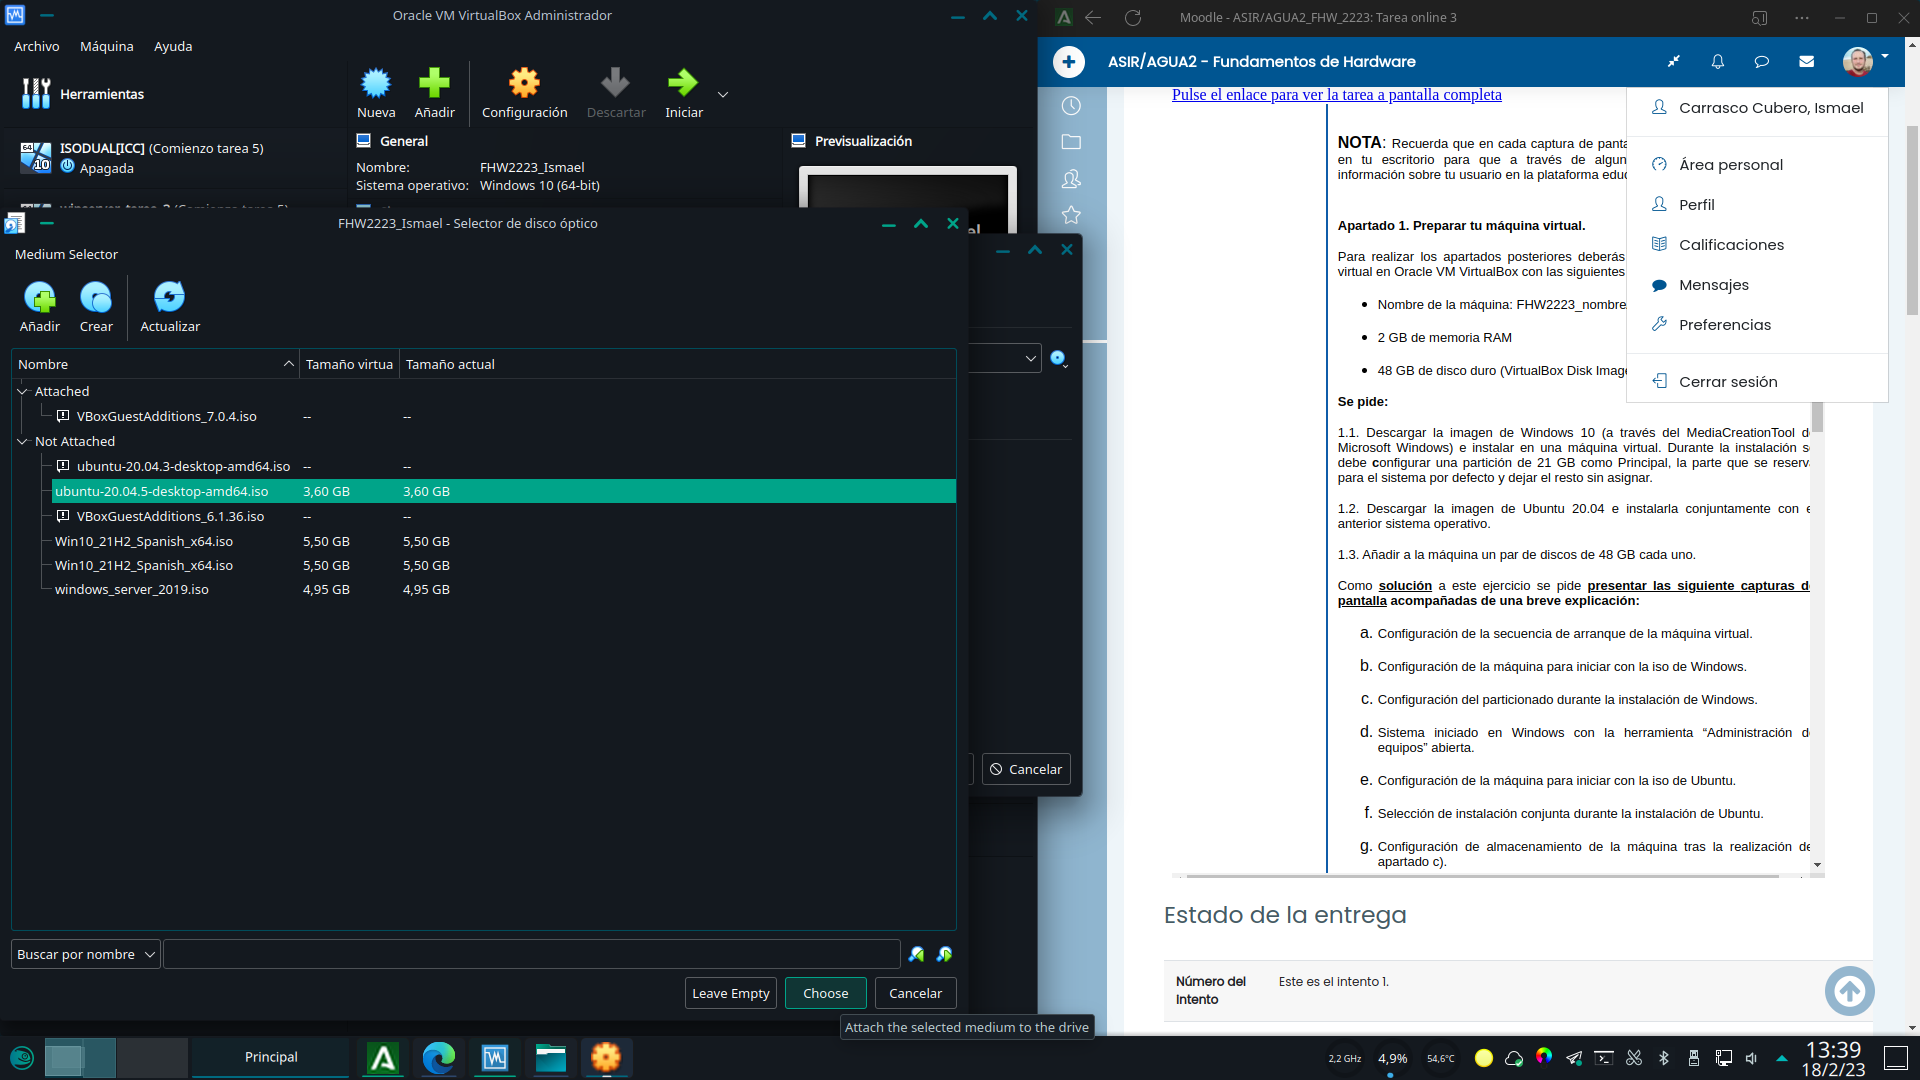 Oracle VM VirtualBox Administrador
Archivo Máquina Ayuda
Herramientas
Nueva Añadir Configuración Descartar Iniciar
ISODUAL[ICC] (Comienzo tarea 5)
Apagada
General
Nombre: FHW2223_Ismael
Sistema operativo: Windows 10 (64-bit)
Previsualización
FHW2223_Ismael - Selector de disco óptico
Medium Selector
Añadir Crear Actualizar
Nombre Tamaño virtua Tamaño actual
Attached
VBoxGuestAdditions_7.0.4.iso -- --
Not Attached
ubuntu-20.04.3-desktop-amd64.iso -- --
ubuntu-20.04.5-desktop-amd64.iso 3,60 GB 3,60 GB
VBoxGuestAdditions_6.1.36.iso -- --
Win10_21H2_Spanish_x64.iso 5,50 GB 5,50 GB
Win10_21H2_Spanish_x64.iso 5,50 GB 5,50 GB
windows_server_2019.iso 4,95 GB 4,95 GB
Buscar por nombre
Leave Empty Choose Cancelar
Attach the selected medium to the drive
Cancelar
Moodle - ASIR/AGUA2_FHW_2223: Tarea online 3
ASIR/AGUA2 - Fundamentos de Hardware
Pulse el enlace para ver la tarea a pantalla completa
Carrasco Cubero, Ismael
Área personal
Perfil
Calificaciones
Mensajes
Preferencias
Cerrar sesión
NOTA: Recuerda que en cada captura de panta
en tu escritorio para que a través de algun
información sobre tu usuario en la plataforma educ
Apartado 1. Preparar tu máquina virtual.
Para realizar los apartados posteriores deberás
virtual en Oracle VM VirtualBox con las siguientes
Nombre de la máquina: FHW2223_nombre
2 GB de memoria RAM
48 GB de disco duro (VirtualBox Disk Image
Se pide:
1.1. Descargar la imagen de Windows 10 (a través del MediaCreationTool d
Microsoft Windows) e instalar en una máquina virtual. Durante la instalación s
debe configurar una partición de 21 GB como Principal, la parte que se reserv
para el sistema por defecto y dejar el resto sin asignar.
1.2. Descargar la imagen de Ubuntu 20.04 e instalarla conjuntamente con e
anterior sistema operativo.
1.3. Añadir a la máquina un par de discos de 48 GB cada uno.
Como solución a este ejercicio se pide presentar las siguiente capturas d
pantalla acompañadas de una breve explicación:
a. Configuración de la secuencia de arranque de la máquina virtual.
b. Configuración de la máquina para iniciar con la iso de Windows.
c. Configuración del particionado durante la instalación de Windows.
d. Sistema iniciado en Windows con la herramienta “Administración d
equipos” abierta.
e. Configuración de la máquina para iniciar con la iso de Ubuntu.
f. Selección de instalación conjunta durante la instalación de Ubuntu.
g. Configuración de almacenamiento de la máquina tras la realización de
apartado c).
Estado de la entrega
Número del Este es el intento 1.
intento
Principal
2,2 GHz 4,9% 54,6°C
13:39
18/2/23